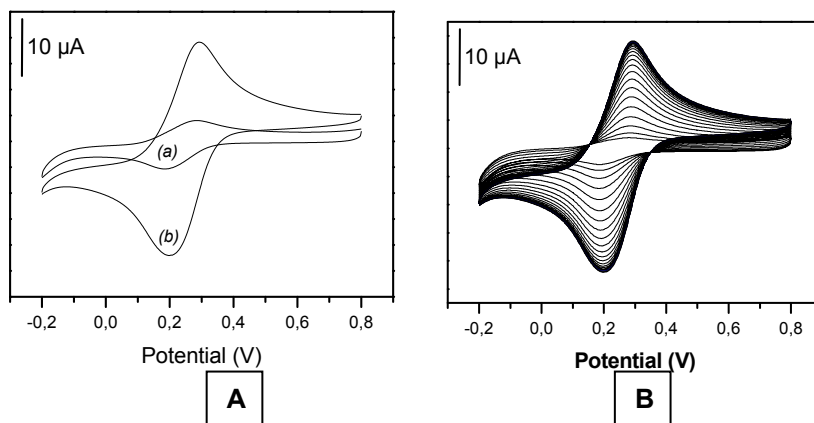 10 µA
(a)
(b)
-0,2 0,0 0,2 0,4 0,6 0,8
Potential (V)
A
10 µA
-0,2 0,0 0,2 0,4 0,6 0,8
Potential (V)
B